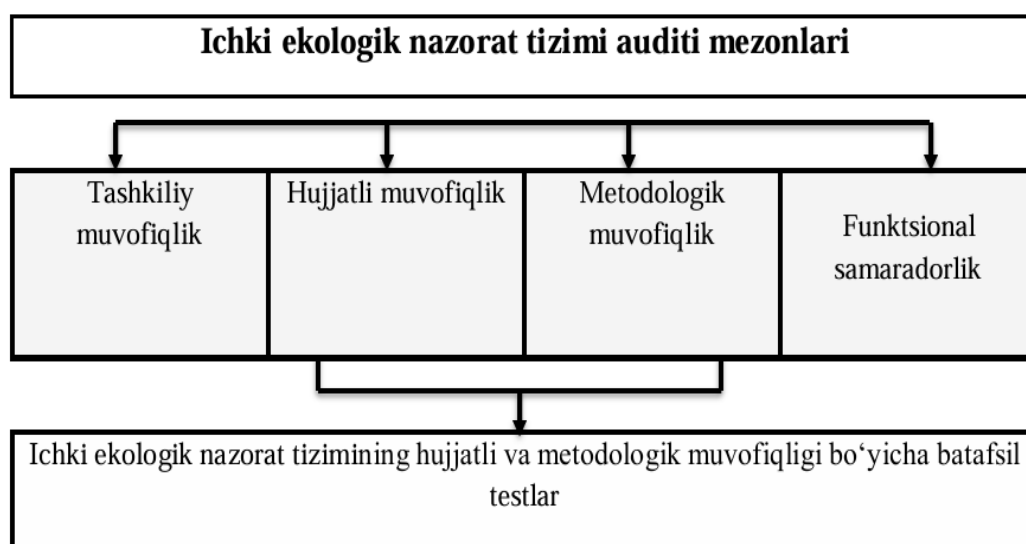 Ichki ekologik nazorat tizimi auditi mezonlari
Tashkiliy
muvofiqlik
Hujjatli muvofiqlik
Metodologik
muvofiqlik
Funktsional
samaradorlik
Ichki ekologik nazorat tizimining hujjatli va metodologik muvofiqligi bo‘yicha batafsil
testlar